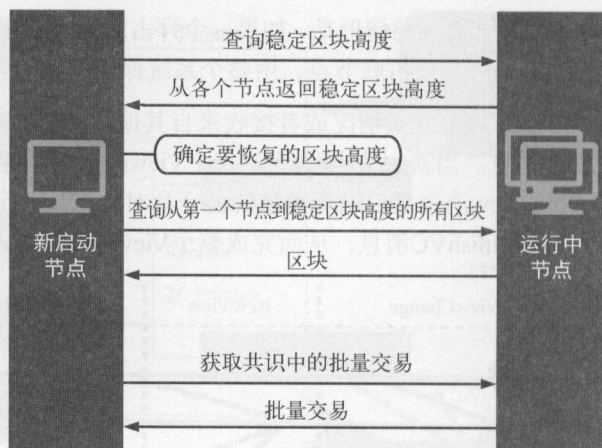 查询稳定区块高度
从各个节点返回稳定区块高度
确定要恢复的区块高度
查询从第一个节点到稳定区块高度的所有区块
新启动
节点
运行中
节点
区块
获取共识中的批量交易
批量交易